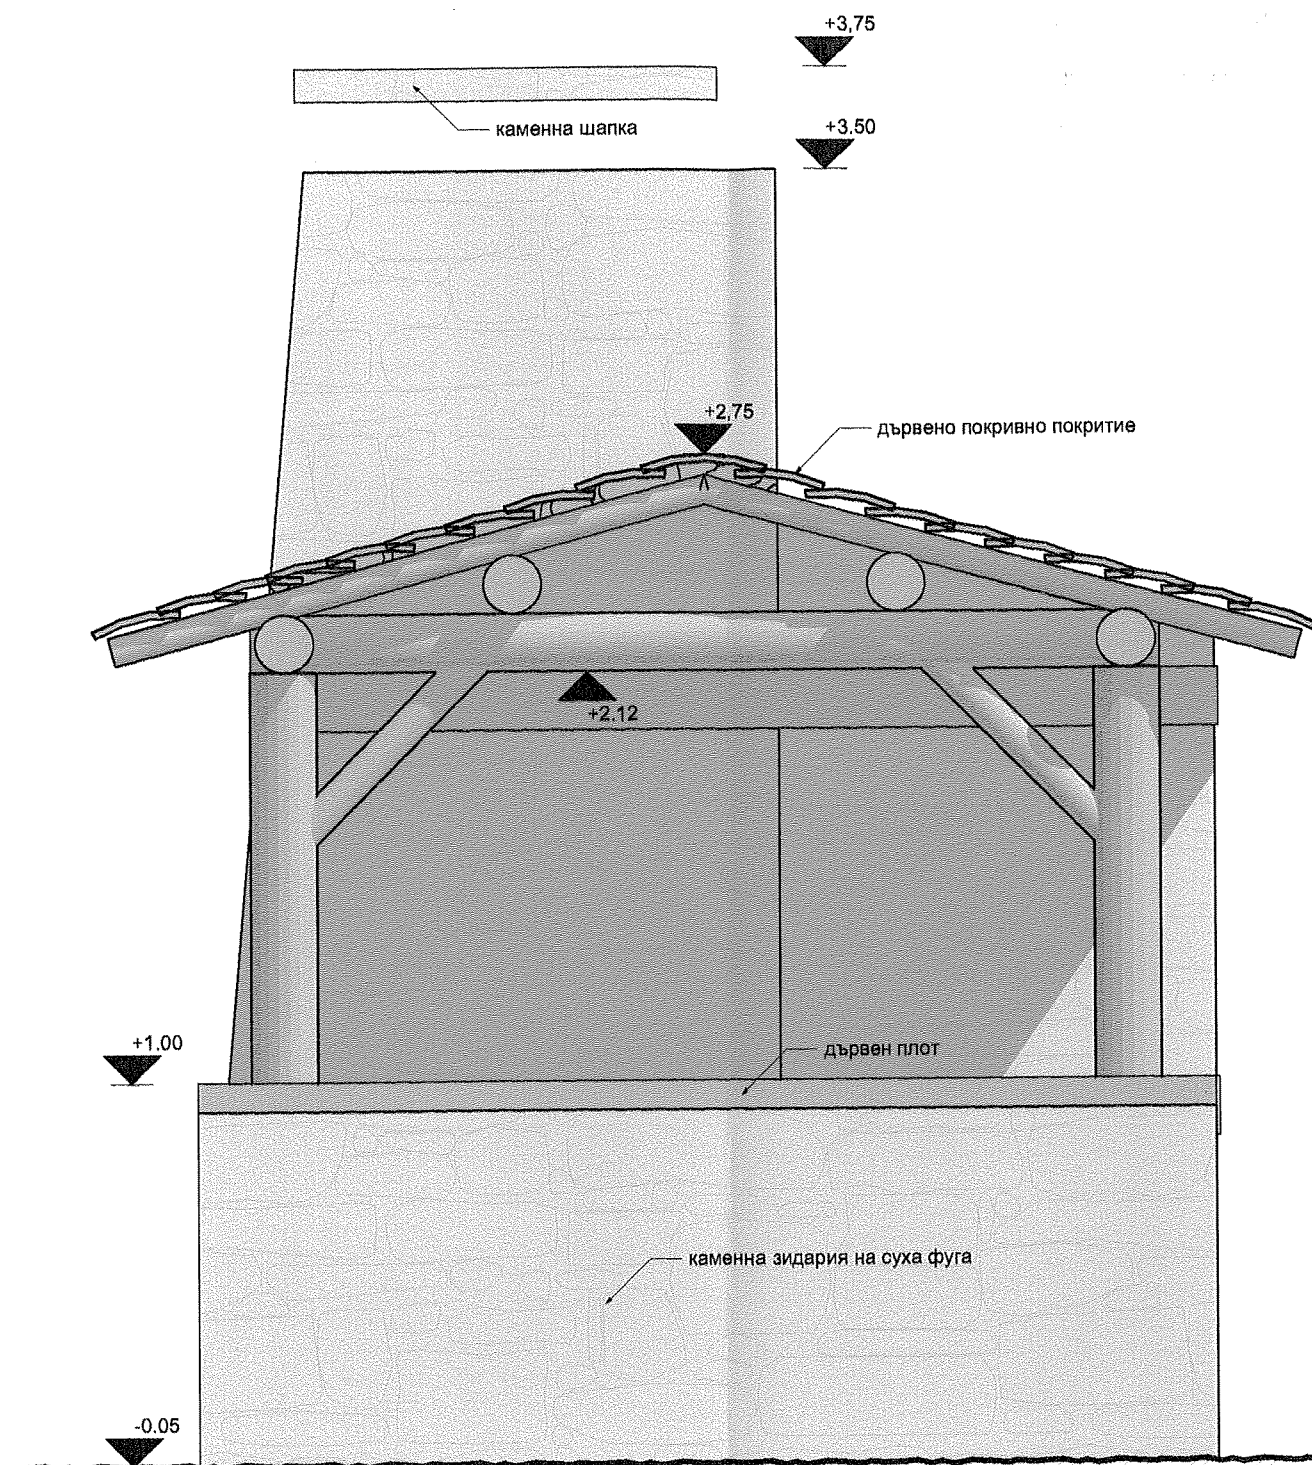 +3,75
каменна шапка
+3.50
+2,75
дървено покривно покритие
+2.12
+1.00
дървен плот
каменна зидария на суха фуга
-0.05